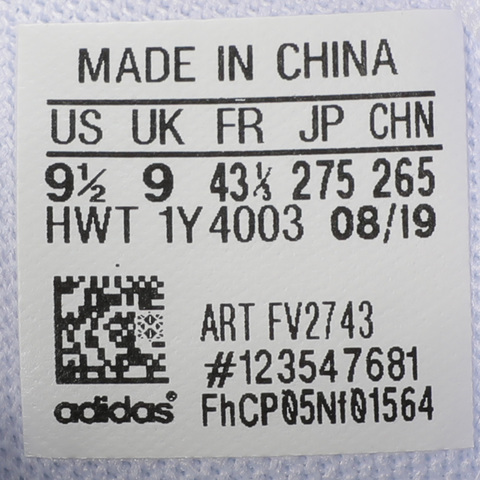 MADE IN CHINA
US UK FR JP CHN
9½ 9 43⅓ 275 265
HWT 1Y4003 08/19
ART FV2743
#123547681
adidas® FhCP05Nf01564